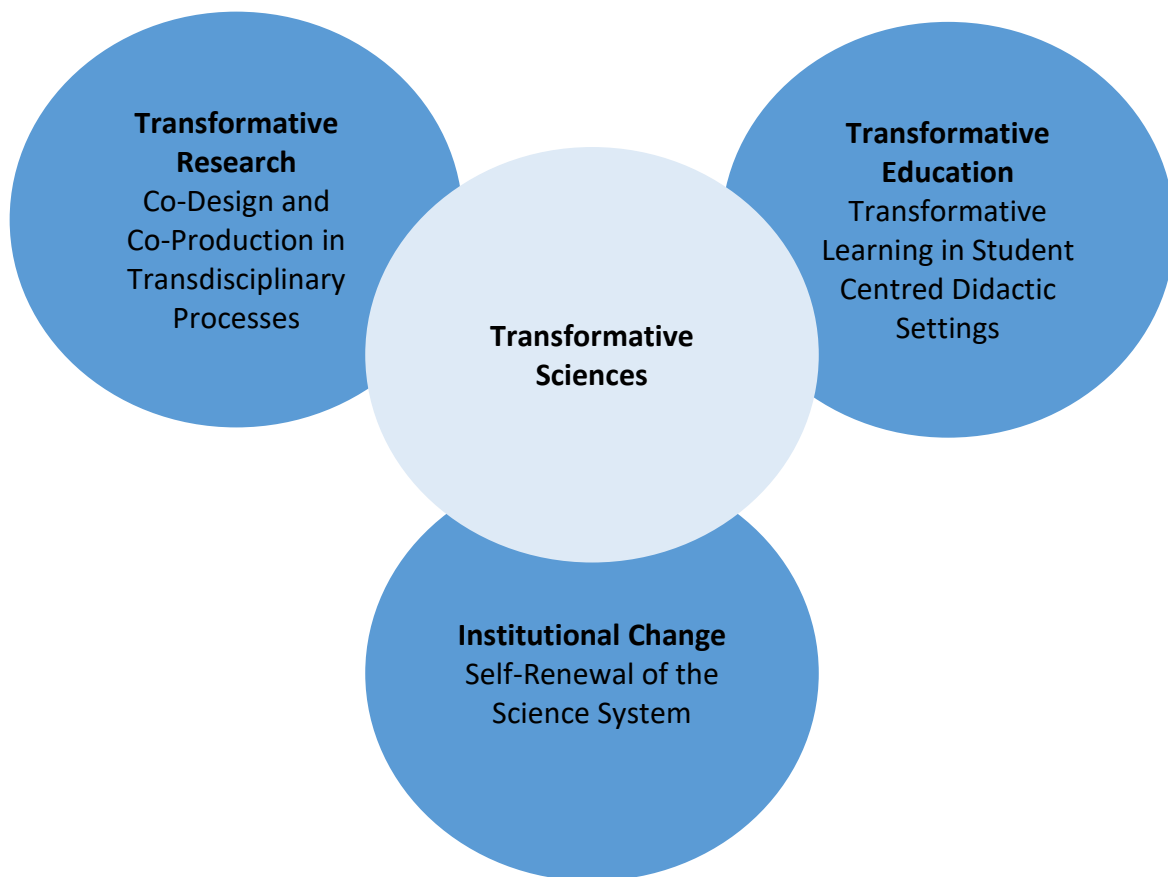 Transformative
Research
Co-Design and
Co-Production in
Transdisciplinary
Processes
Transformative
Education
Transformative
Learning in Student
Centred Didactic
Settings
Transformative
Sciences
Institutional Change
Self-Renewal of the
Science System